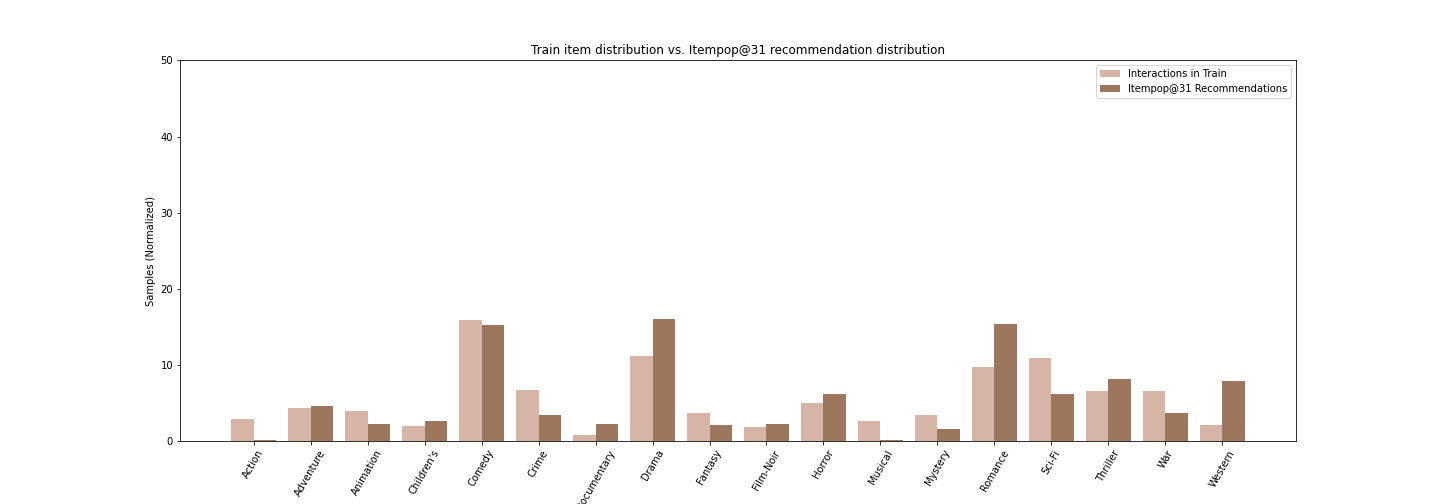 Train item distribution vs. Itempop@31 recommendation distribution
Interactions in Train
Itempop@31 Recommendations
Samples (Normalized)
50
40
30
20
10
0
Action
Adventure
Animation
Children's
Comedy
Crime
ocumentary
Drama
Fantasy
Film-Noir
Horror
Musical
Mystery
Romance
Sci-Fi
Thriller
War
Western